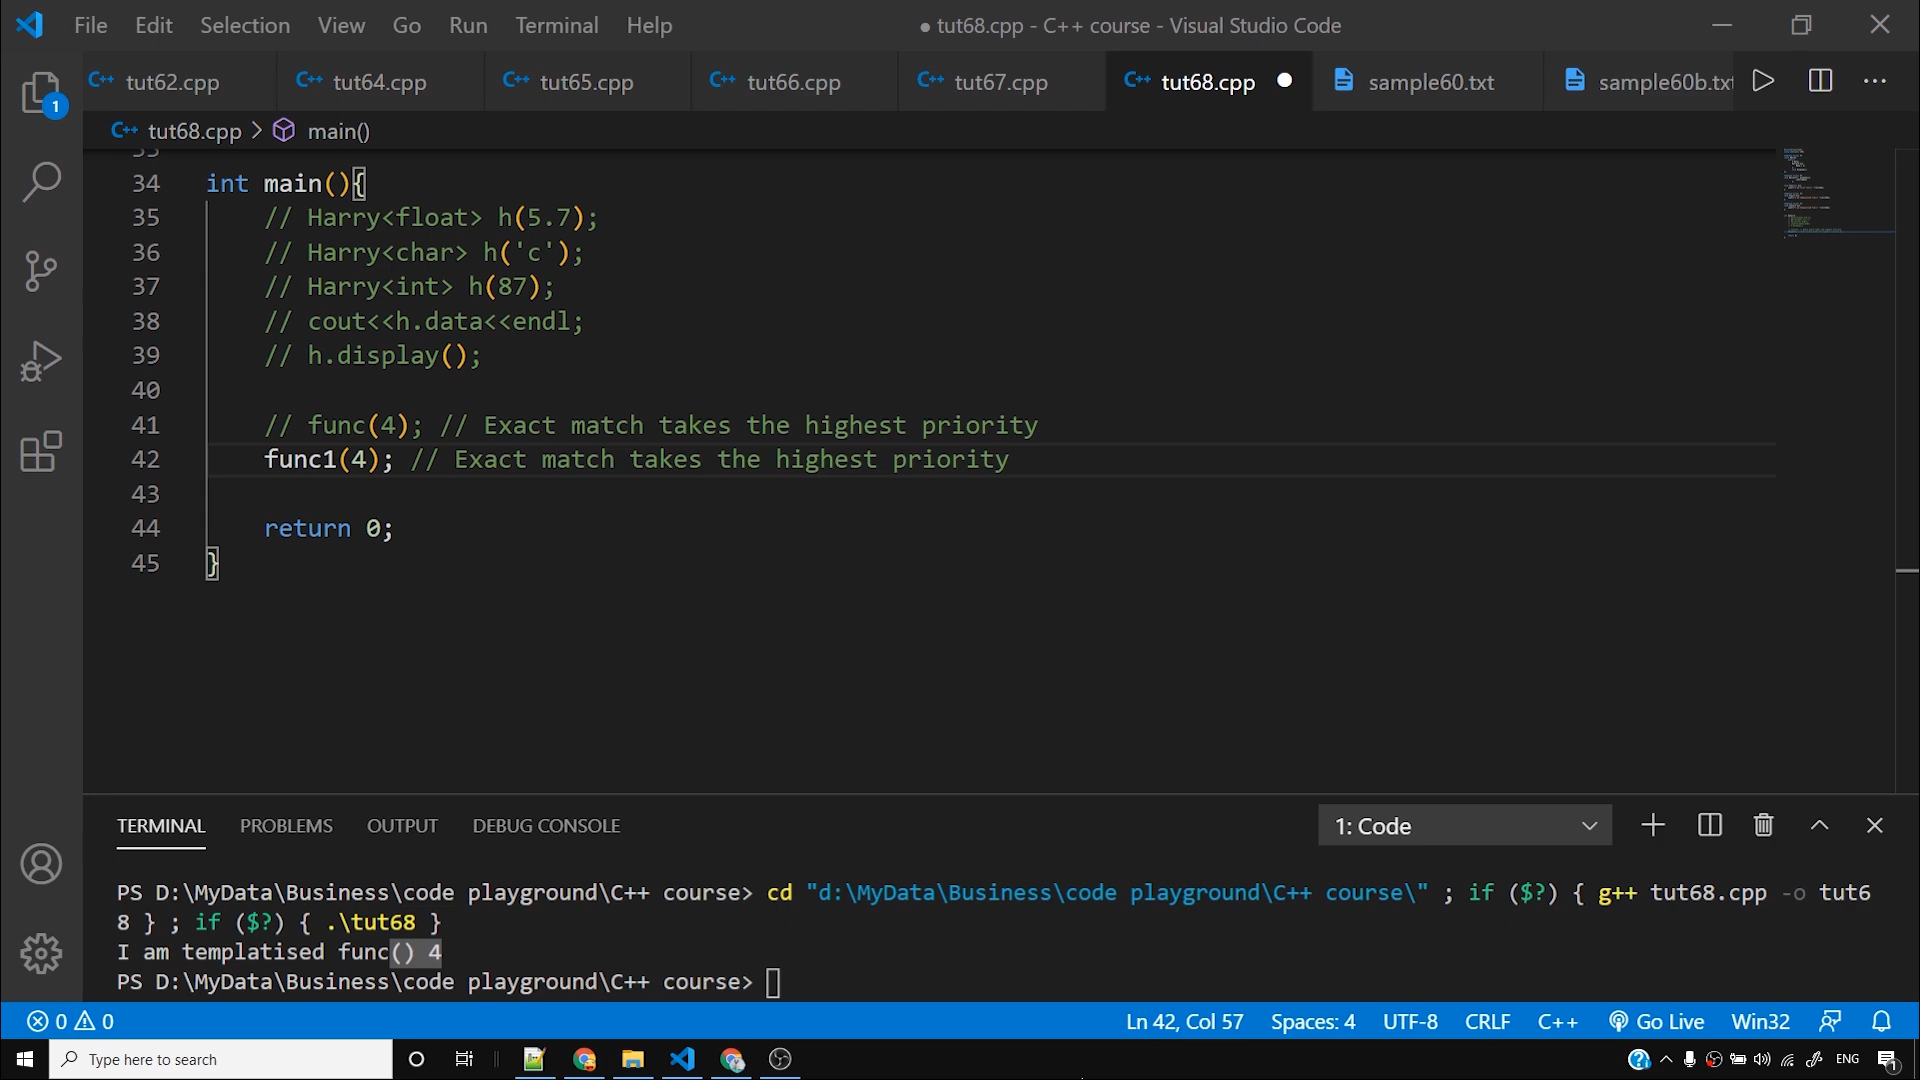 File Edit Selection View Go Run Terminal Help ● tut68.cpp - C++ course - Visual Studio Code
C++ tut62.cpp C++ tut64.cpp C++ tut65.cpp C++ tut66.cpp C++ tut67.cpp C++ tut68.cpp sample60.txt sample60b.txt
C++ tut68.cpp > main()
1
34 int main(){
35 // Harry<float> h(5.7);
36 // Harry<char> h('c');
37 // Harry<int> h(87);
38 // cout<<h.data<<endl;
39 // h.display();
40
41 // func(4); // Exact match takes the highest priority
42 func1(4); // Exact match takes the highest priority
43
44 return 0;
45 }
TERMINAL PROBLEMS OUTPUT DEBUG CONSOLE 1: Code
PS D:\MyData\Business\code playground\C++ course> cd "d:\MyData\Business\code playground\C++ course\" ; if ($?) { g++ tut68.cpp -o tut6
8 } ; if ($?) { .\tut68 }
I am templatised func() 4
PS D:\MyData\Business\code playground\C++ course>
0 0 Ln 42, Col 57 Spaces: 4 UTF-8 CRLF C++ Go Live Win32
Type here to search ENG 1